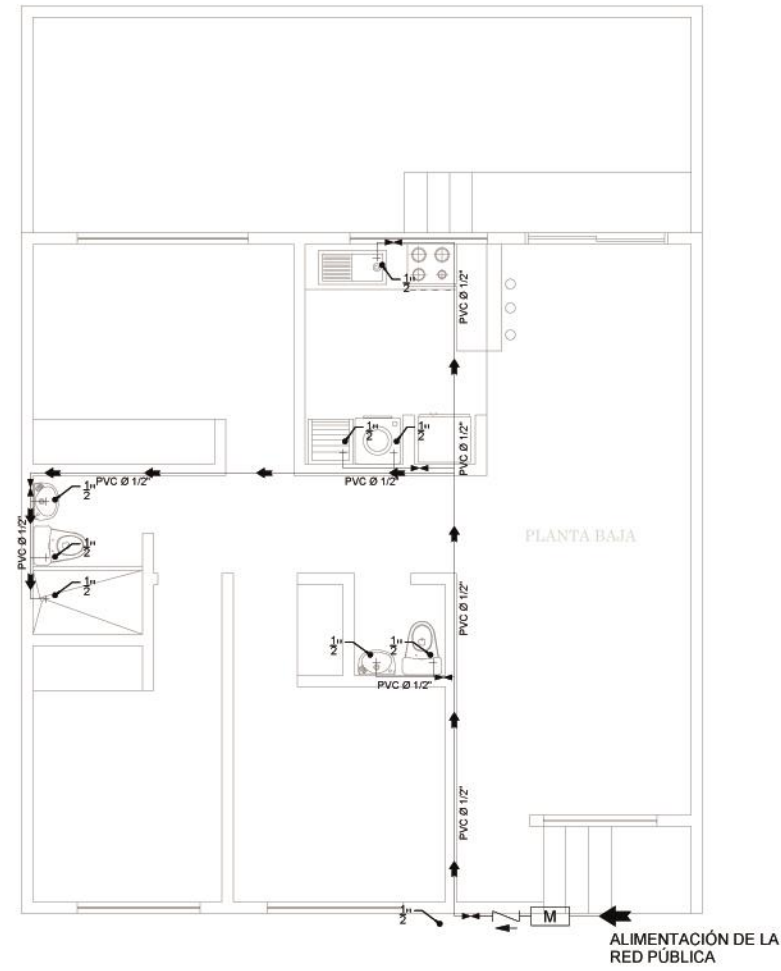 1"
2
PVC Ø 1/2"
1"
2
1"
2
PVC Ø 1/2"
PVC Ø 1/2"
PVC Ø 1/2"
1"
2
PVC Ø 1/2"
1"
2
1"
2
PLANTA BAJA
PVC Ø 1/2"
1"
2
1"
2
PVC Ø 1/2"
PVC Ø 1/2"
1"
2
M
ALIMENTACIÓN DE LA
RED PÚBLICA